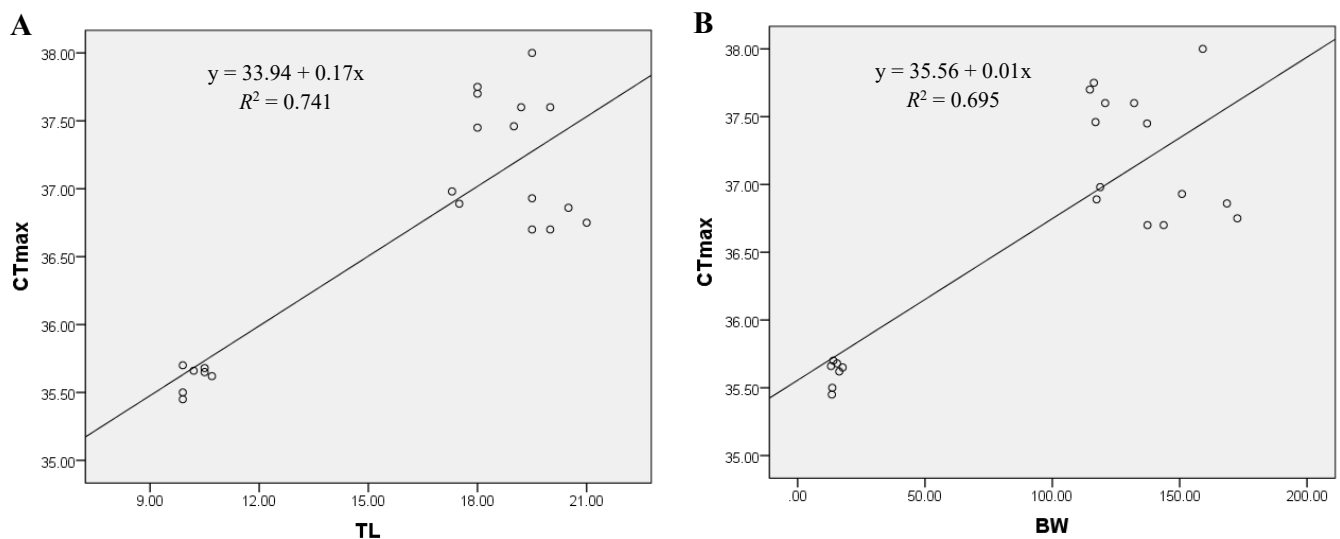 A
y = 33.94 + 0.17x
R² = 0.741
38.00
37.50
37.00
36.50
36.00
35.50
35.00
CTmax
9.00
12.00
15.00
18.00
21.00
TL
B
y = 35.56 + 0.01x
R² = 0.695
38.00
37.50
37.00
36.50
36.00
35.50
35.00
CTmax
.00
50.00
100.00
150.00
200.00
BW